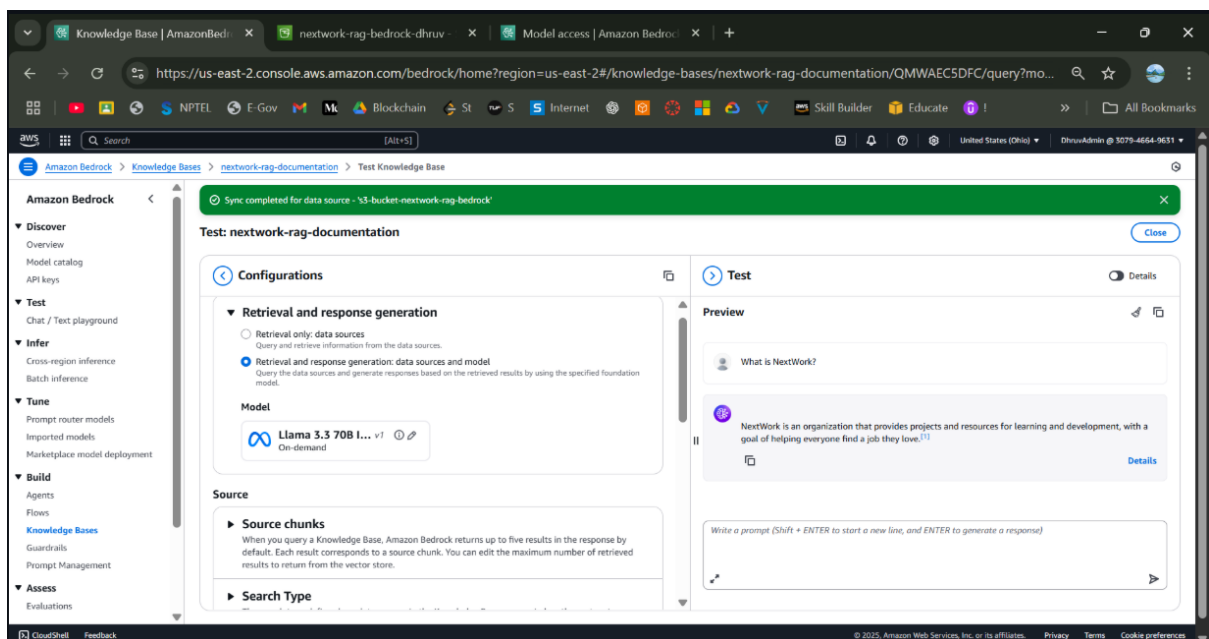 Knowledge Base | AmazonBedr
nextwork-rag-bedrock-dhruv -
Model access | Amazon Bedroc
https://us-east-2.console.aws.amazon.com/bedrock/home?region=us-east-2#/knowledge-bases/nextwork-rag-documentation/QMWAEC5DFC/query?mo...
NPTEL
E-Gov
Blockchain
St
S
Internet
Skill Builder
Educate
!
All Bookmarks
aws
Search
[Alt+S]
United States (Ohio)
DhruvAdmin @ 3079-4664-9631
Amazon Bedrock > Knowledge Bases > nextwork-rag-documentation > Test Knowledge Base
Amazon Bedrock
Discover
Overview
Model catalog
API keys
Test
Chat / Text playground
Infer
Cross-region inference
Batch inference
Tune
Prompt router models
Imported models
Marketplace model deployment
Build
Agents
Flows
Knowledge Bases
Guardrails
Prompt Management
Assess
Evaluations
Sync completed for data source - 's3-bucket-nextwork-rag-bedrock'
Test: nextwork-rag-documentation
Close
Configurations
Retrieval and response generation
Retrieval only: data sources
Query and retrieve information from the data sources.
Retrieval and response generation: data sources and model
Query the data sources and generate responses based on the retrieved results by using the specified foundation
model.
Model
Llama 3.3 70B I... v1
On-demand
Source
Source chunks
When you query a Knowledge Base, Amazon Bedrock returns up to five results in the response by
default. Each result corresponds to a source chunk. You can edit the maximum number of retrieved
results to return from the vector store.
Search Type
Test
Details
Preview
What is NextWork?
NextWork is an organization that provides projects and resources for learning and development, with a
goal of helping everyone find a job they love.[1]
Details
Write a prompt (Shift + ENTER to start a new line, and ENTER to generate a response)
CloudShell
Feedback
© 2025, Amazon Web Services, Inc. or its affiliates.
Privacy
Terms
Cookie preferences